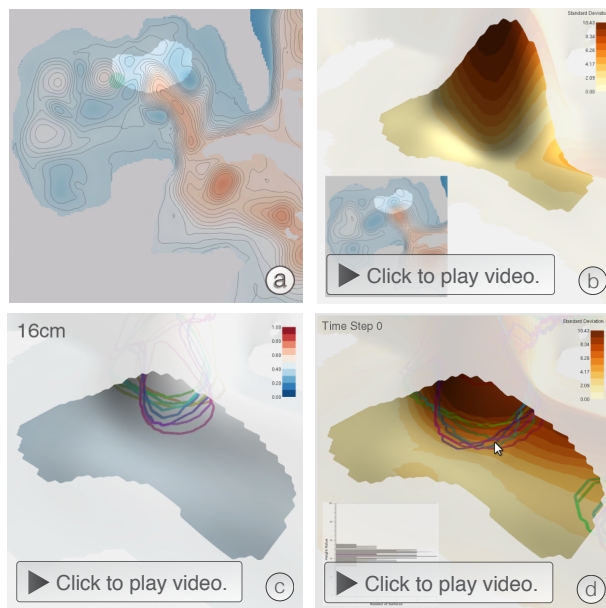 a
Standard Deviation
10.43
8.34
6.26
4.17
2.09
0.00
Click to play video.
b
16cm
1.00
0.80
0.60
0.40
0.20
0.00
Click to play video.
c
Time Step 0
Standard Deviation
10.43
8.34
6.26
4.17
2.09
0.00
Click to play video.
d